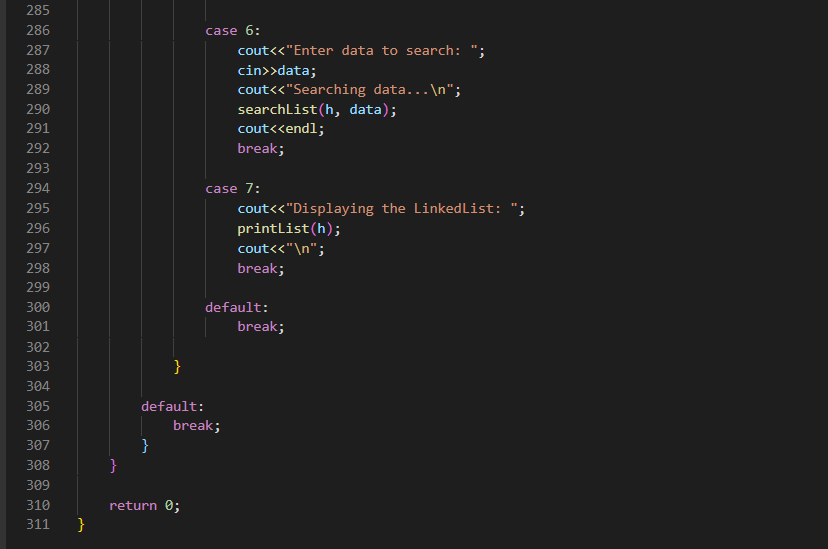 285
286 case 6:
287 cout<<"Enter data to search: ";
288 cin>>data;
289 cout<<"Searching data...\n";
290 searchList(h, data);
291 cout<<endl;
292 break;
293
294 case 7:
295 cout<<"Displaying the LinkedList: ";
296 printList(h);
297 cout<<"\n";
298 break;
299
300 default:
301 break;
302
303 }
304
305 default:
306 break;
307 }
308 }
309
310 return 0;
311 }